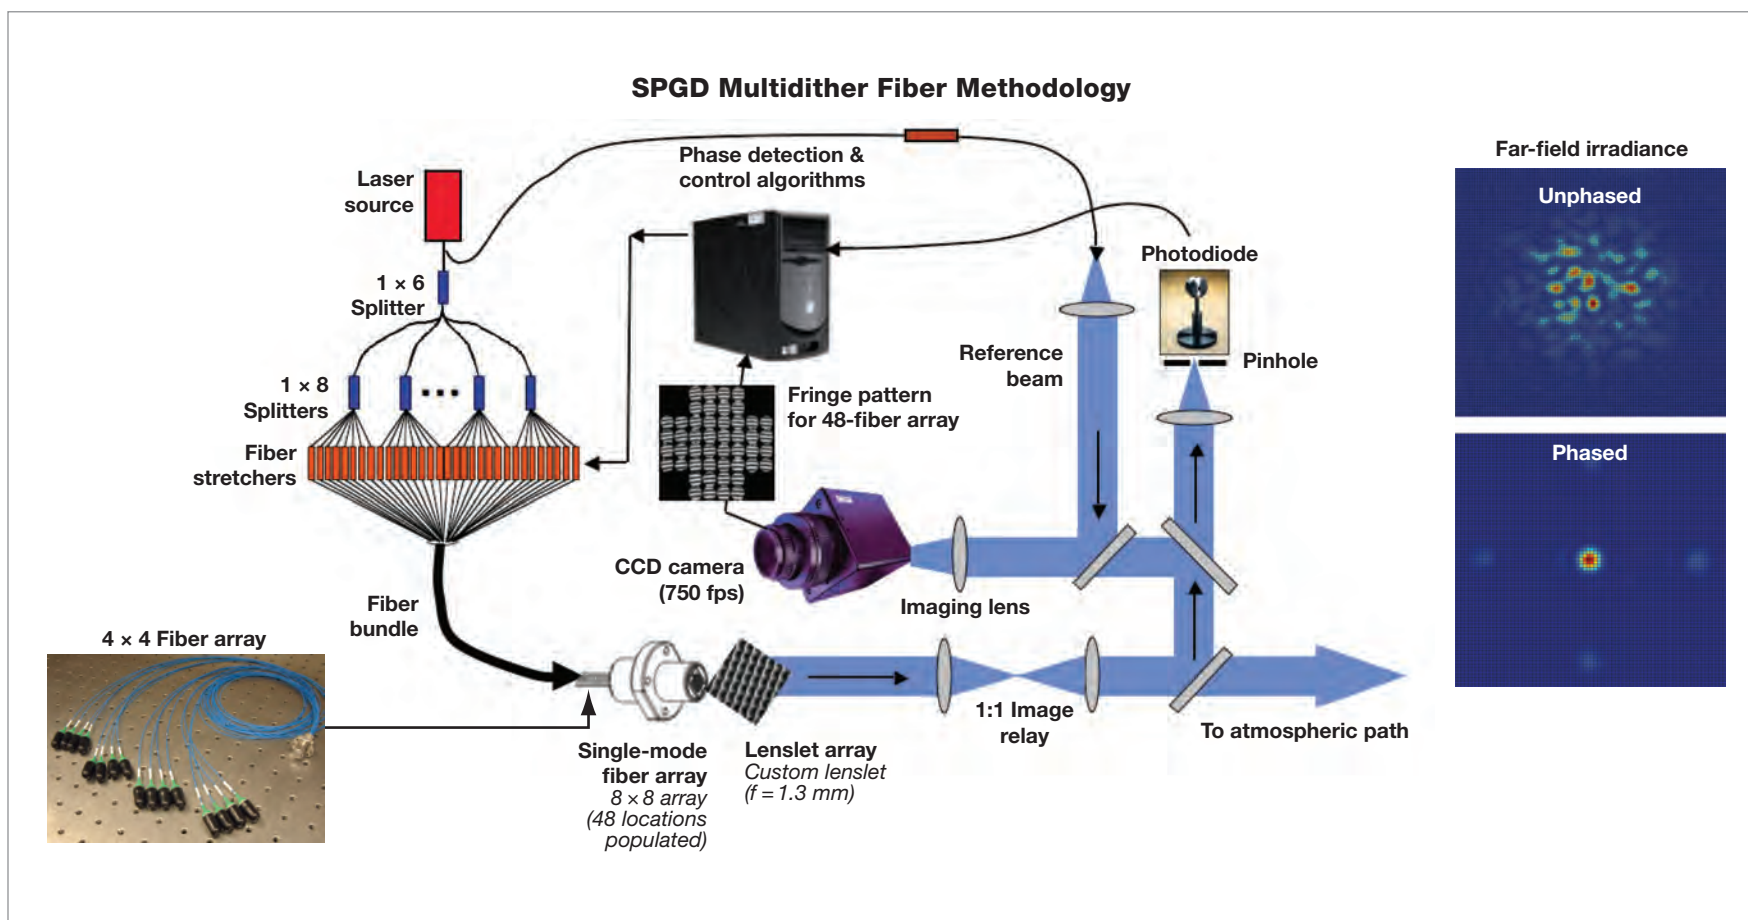 SPGD Multidither Fiber Methodology
Phase detection &
control algorithms
Laser
source
1 × 6
Splitter
1 × 8
Splitters
Fiber
stretchers
Fiber
bundle
4 × 4 Fiber array
Single-mode
fiber array
8 × 8 array
(48 locations
populated)
Lenslet array
Custom lenslet
(f = 1.3 mm)
Fringe pattern
for 48-fiber array
CCD camera
(750 fps)
Imaging lens
1:1 Image
relay
Reference
beam
Photodiode
Pinhole
To atmospheric path
Far-field irradiance
Unphased
Phased